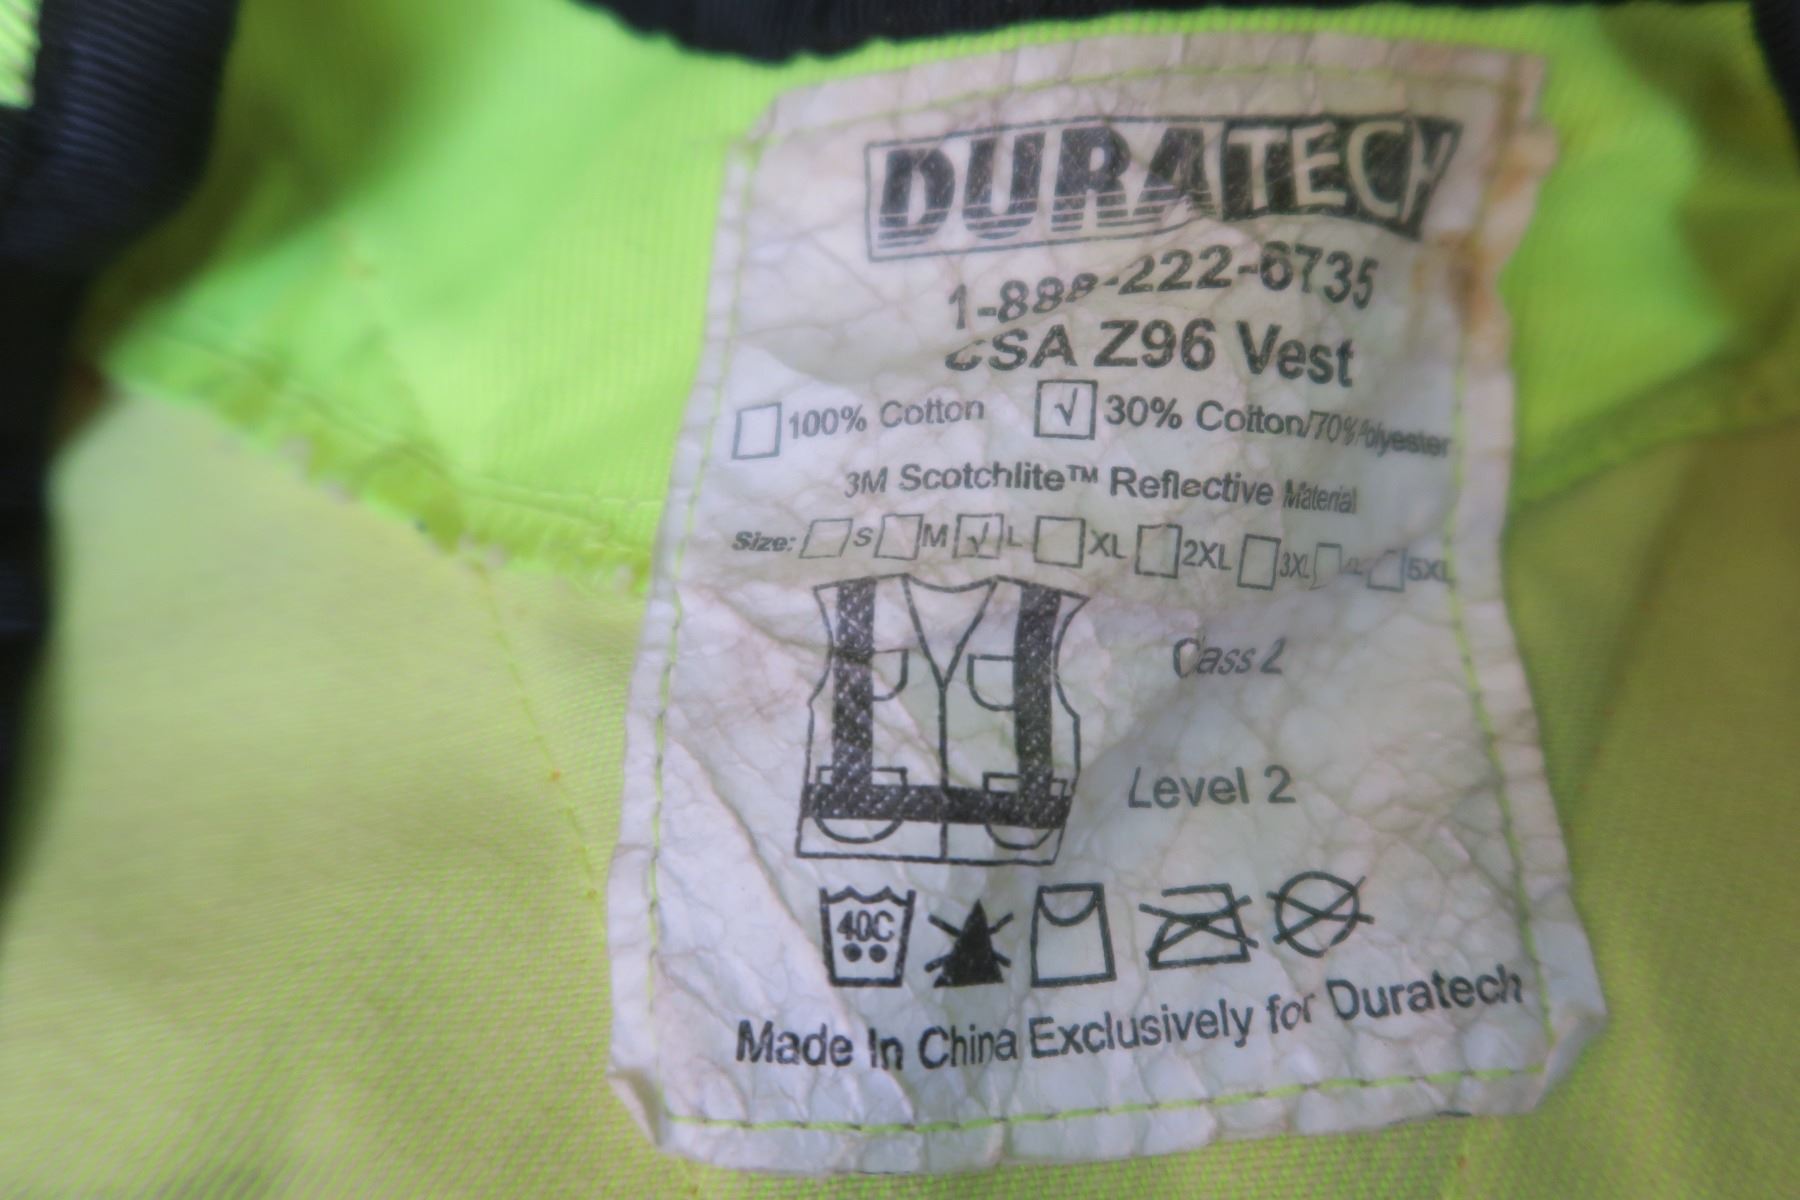 DURATECH
1-888-222-6735
CSA Z96 Vest
100% Cotton √ 30% Cotton/70% Polyester
3M Scotchlite™ Reflective Material
Size: S M √ L XL 2XL 3XL 5XL
Class 2
Level 2
40C
Made In China Exclusively for Duratech